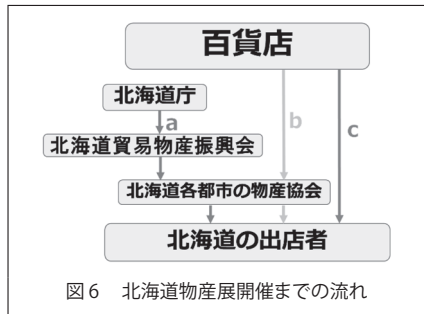 百貨店
北海道庁
a
b
c
北海道貿易物産振興会
北海道各都市の物産協会
北海道の出店者
図6 北海道物産展開催までの流れ